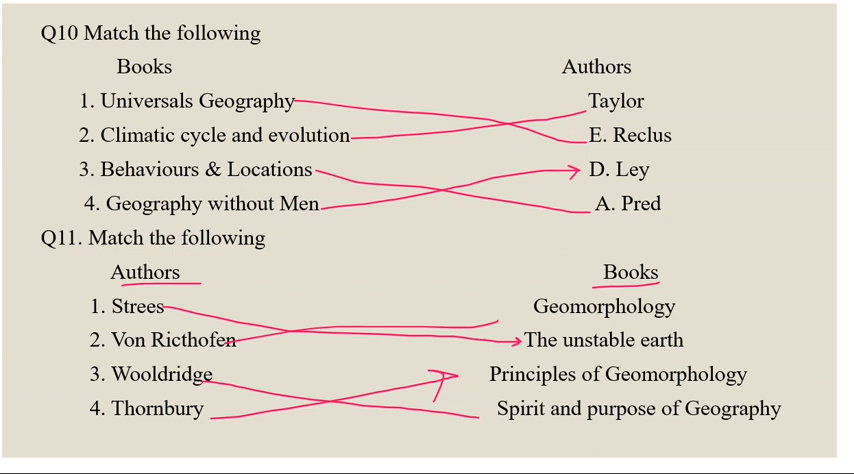 Q10 Match the following
Books Authors
1. Universals Geography Taylor
2. Climatic cycle and evolution E. Reclus
3. Behaviours & Locations D. Ley
4. Geography without Men A. Pred
Q11. Match the following
Authors Books
1. Strees Geomorphology
2. Von Ricthofen The unstable earth
3. Wooldridge Principles of Geomorphology
4. Thornbury Spirit and purpose of Geography